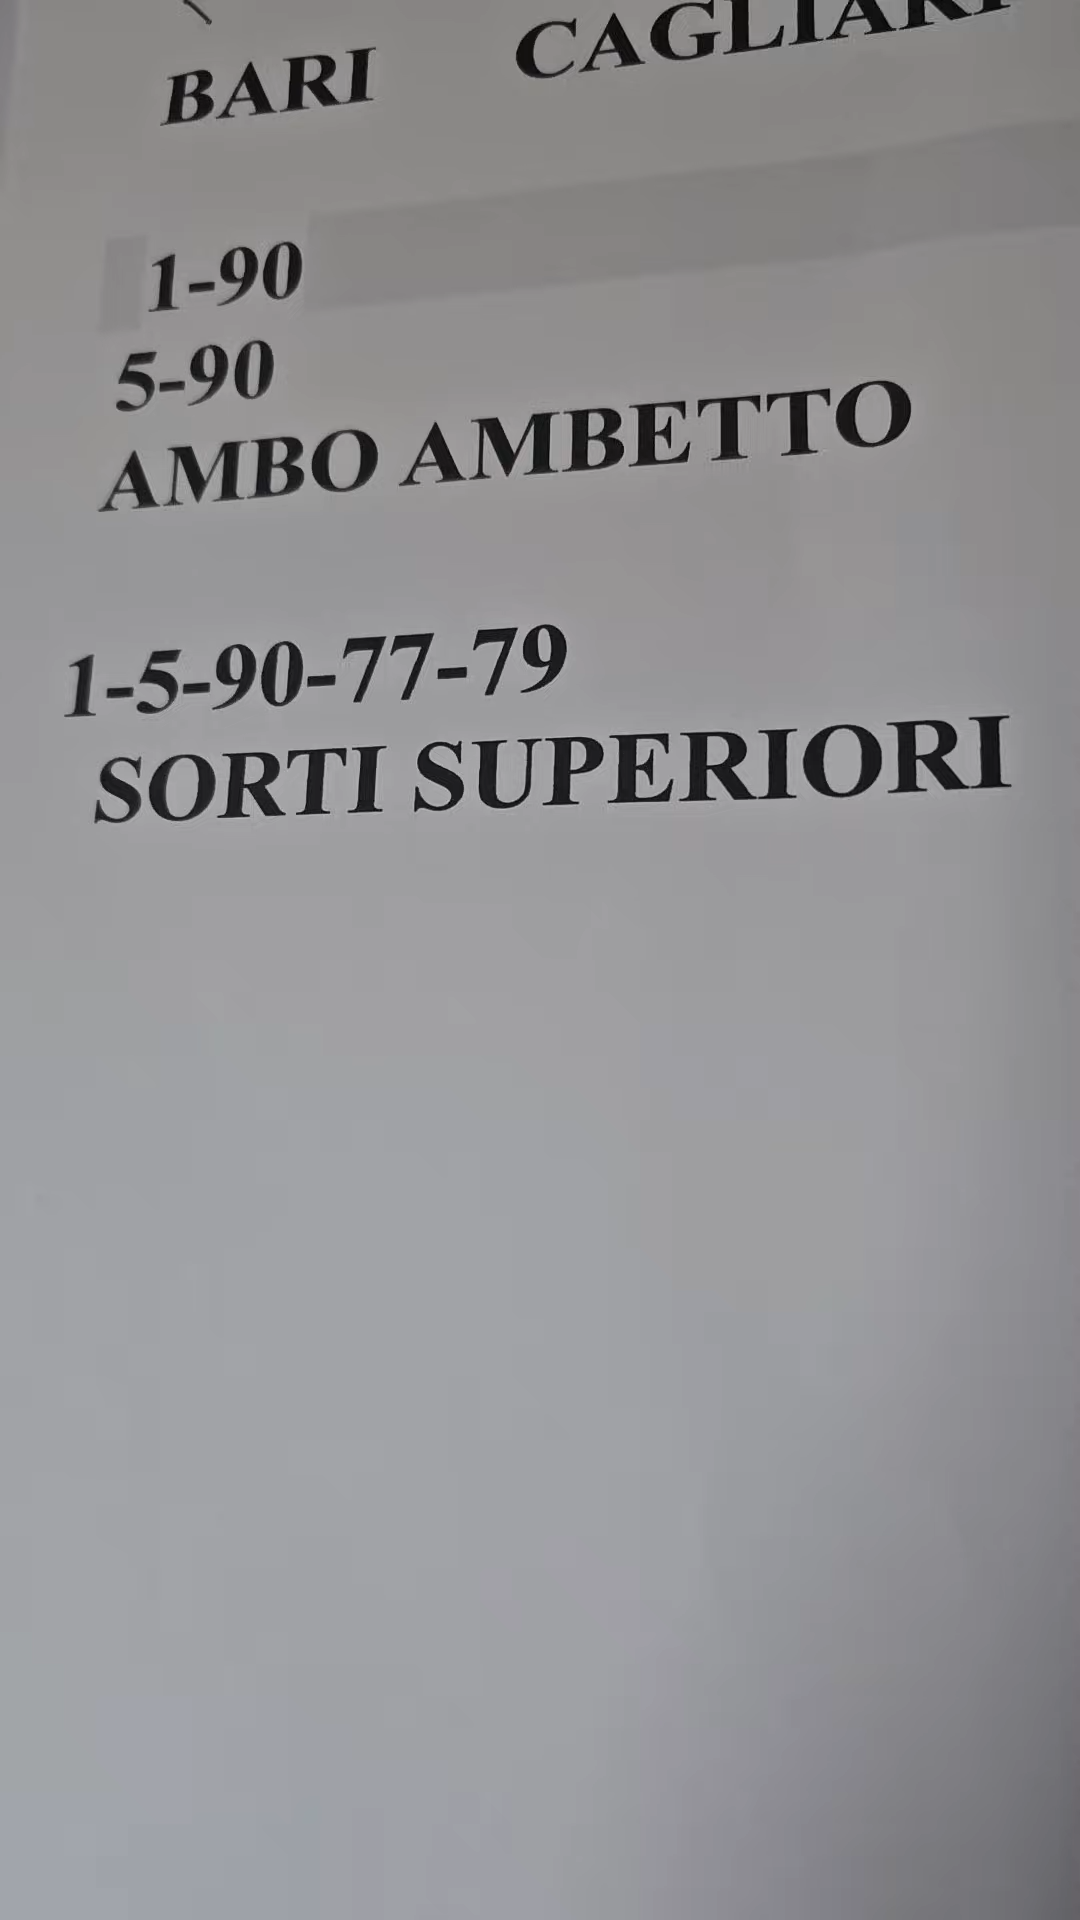 BARI CAGLIARI
1-90
5-90
AMBO AMBETTO
1-5-90-77-79
SORTI SUPERIORI